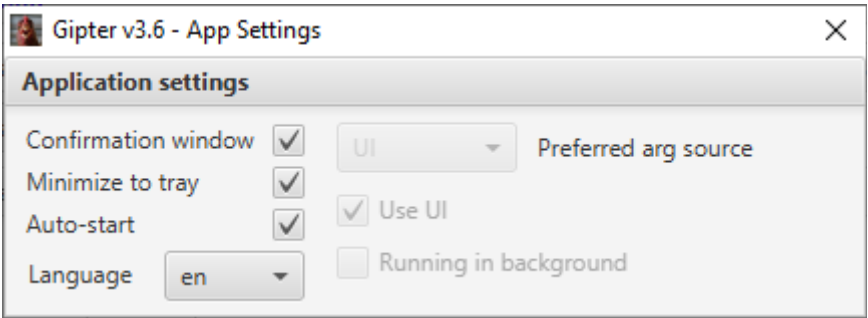 Gipter v3.6 - App Settings
Application settings
Confirmation window
UI
Preferred arg source
Minimize to tray
Use UI
Auto-start
Running in background
Language
en